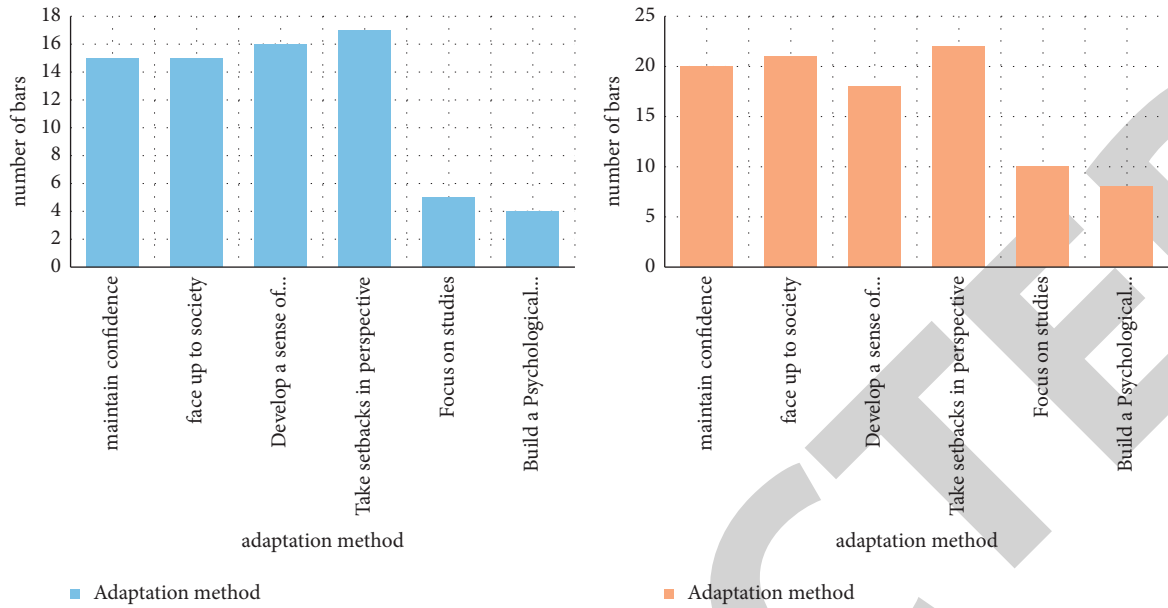 18
16
14
12
10
8
6
4
2
0
number of bars
maintain confidence
face up to society
Develop a sense of...
Take setbacks in perspective
Focus on studies
Build a Psychological...
adaptation method
Adaptation method
25
20
15
10
5
0
number of bars
maintain confidence
face up to society
Develop a sense of...
Take setbacks in perspective
Focus on studies
Build a Psychological...
adaptation method
Adaptation method
CTE